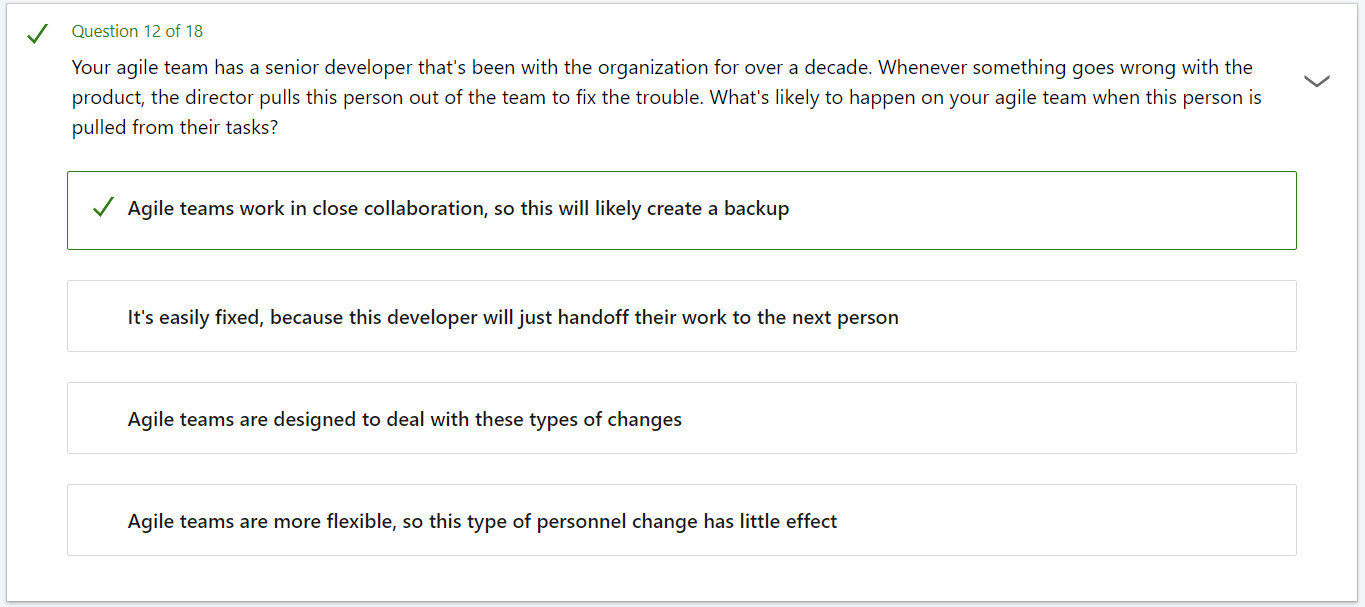 Question 12 of 18
Your agile team has a senior developer that's been with the organization for over a decade. Whenever something goes wrong with the
product, the director pulls this person out of the team to fix the trouble. What's likely to happen on your agile team when this person is
pulled from their tasks?
Agile teams work in close collaboration, so this will likely create a backup
It's easily fixed, because this developer will just handoff their work to the next person
Agile teams are designed to deal with these types of changes
Agile teams are more flexible, so this type of personnel change has little effect